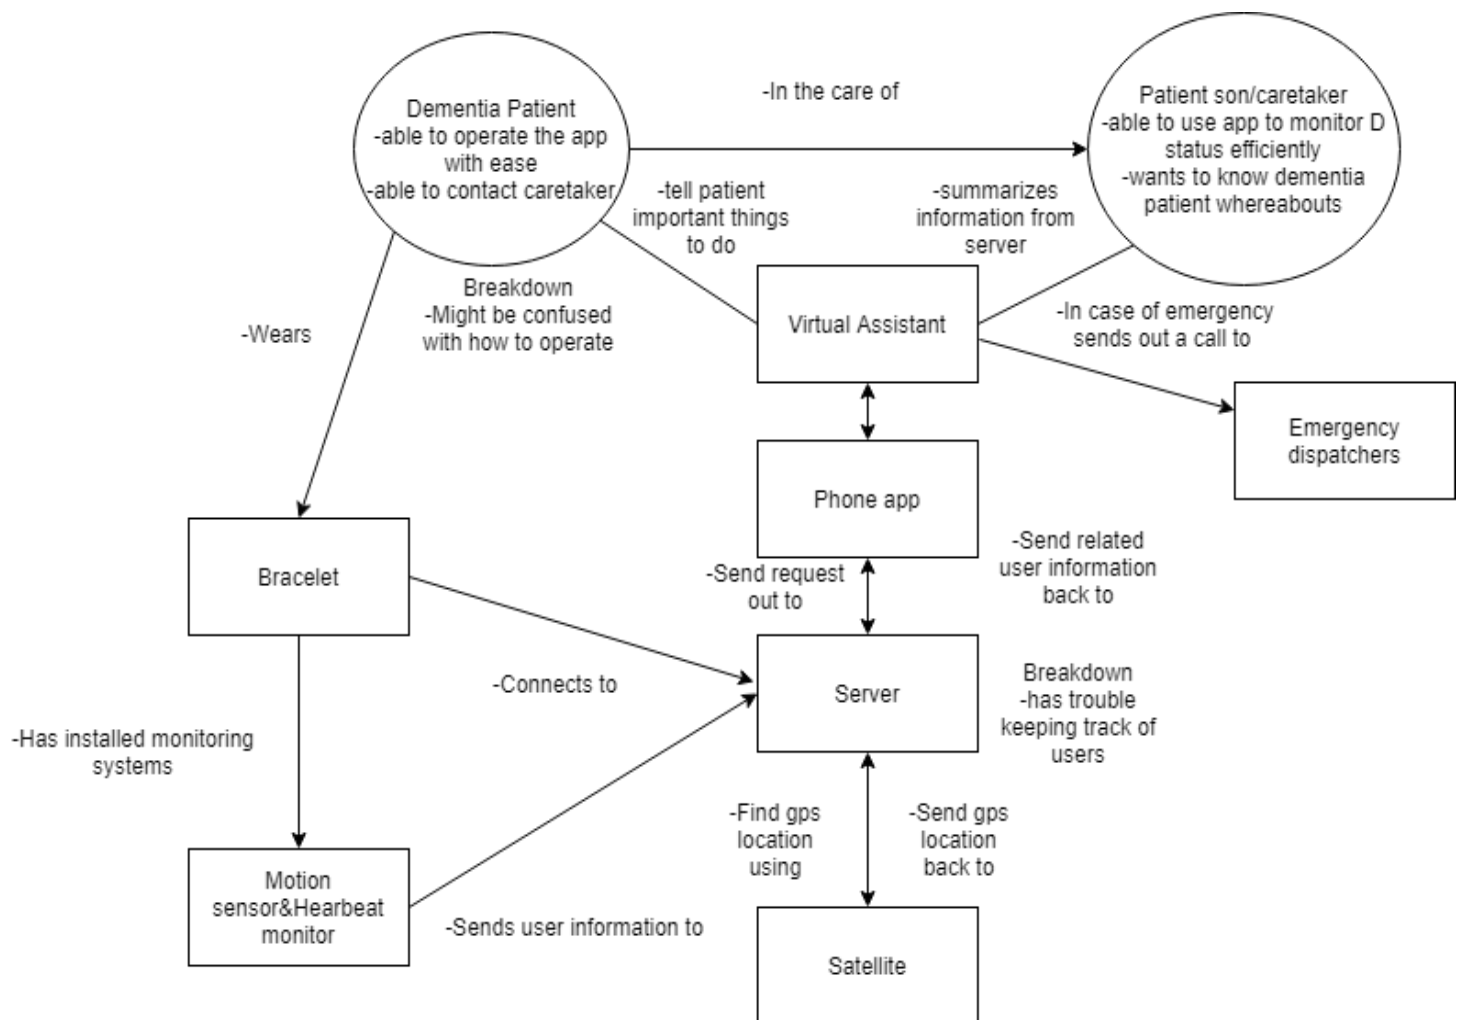 Dementia Patient
-able to operate the app
with ease
-able to contact caretaker
-In the care of
Patient son/caretaker
-able to use app to monitor D
status efficiently
-wants to know dementia
patient whereabouts
-tell patient
important things
to do
-summarizes
information from
server
Breakdown
-Might be confused
with how to operate
-Wears
Virtual Assistant
-In case of emergency
sends out a call to
Emergency
dispatchers
Phone app
Bracelet
-Send request
out to
-Send related
user information
back to
-Connects to
Server
Breakdown
-has trouble
keeping track of
users
-Has installed monitoring
systems
-Find gps
location
using
-Send gps
location
back to
Motion
sensor&Hearbeat
monitor
-Sends user information to
Satellite